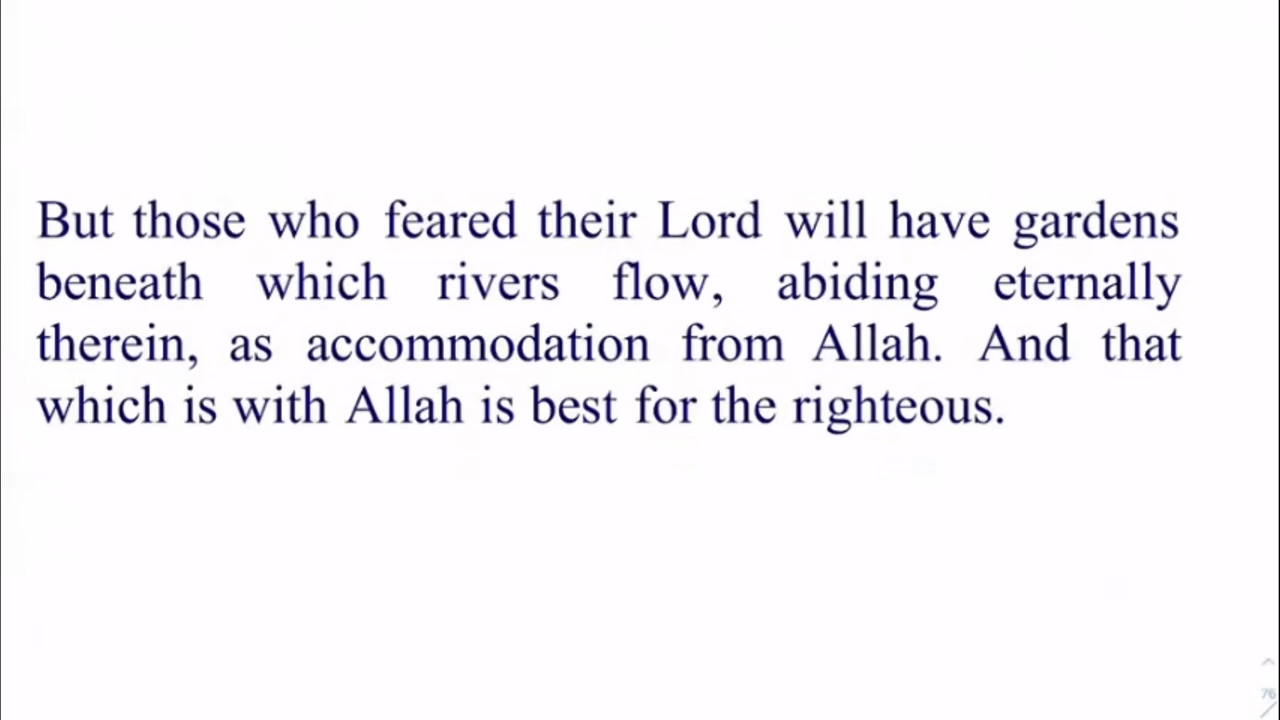 But those who feared their Lord will have gardens
beneath which rivers flow, abiding eternally
therein, as accommodation from Allah. And that
which is with Allah is best for the righteous.
76